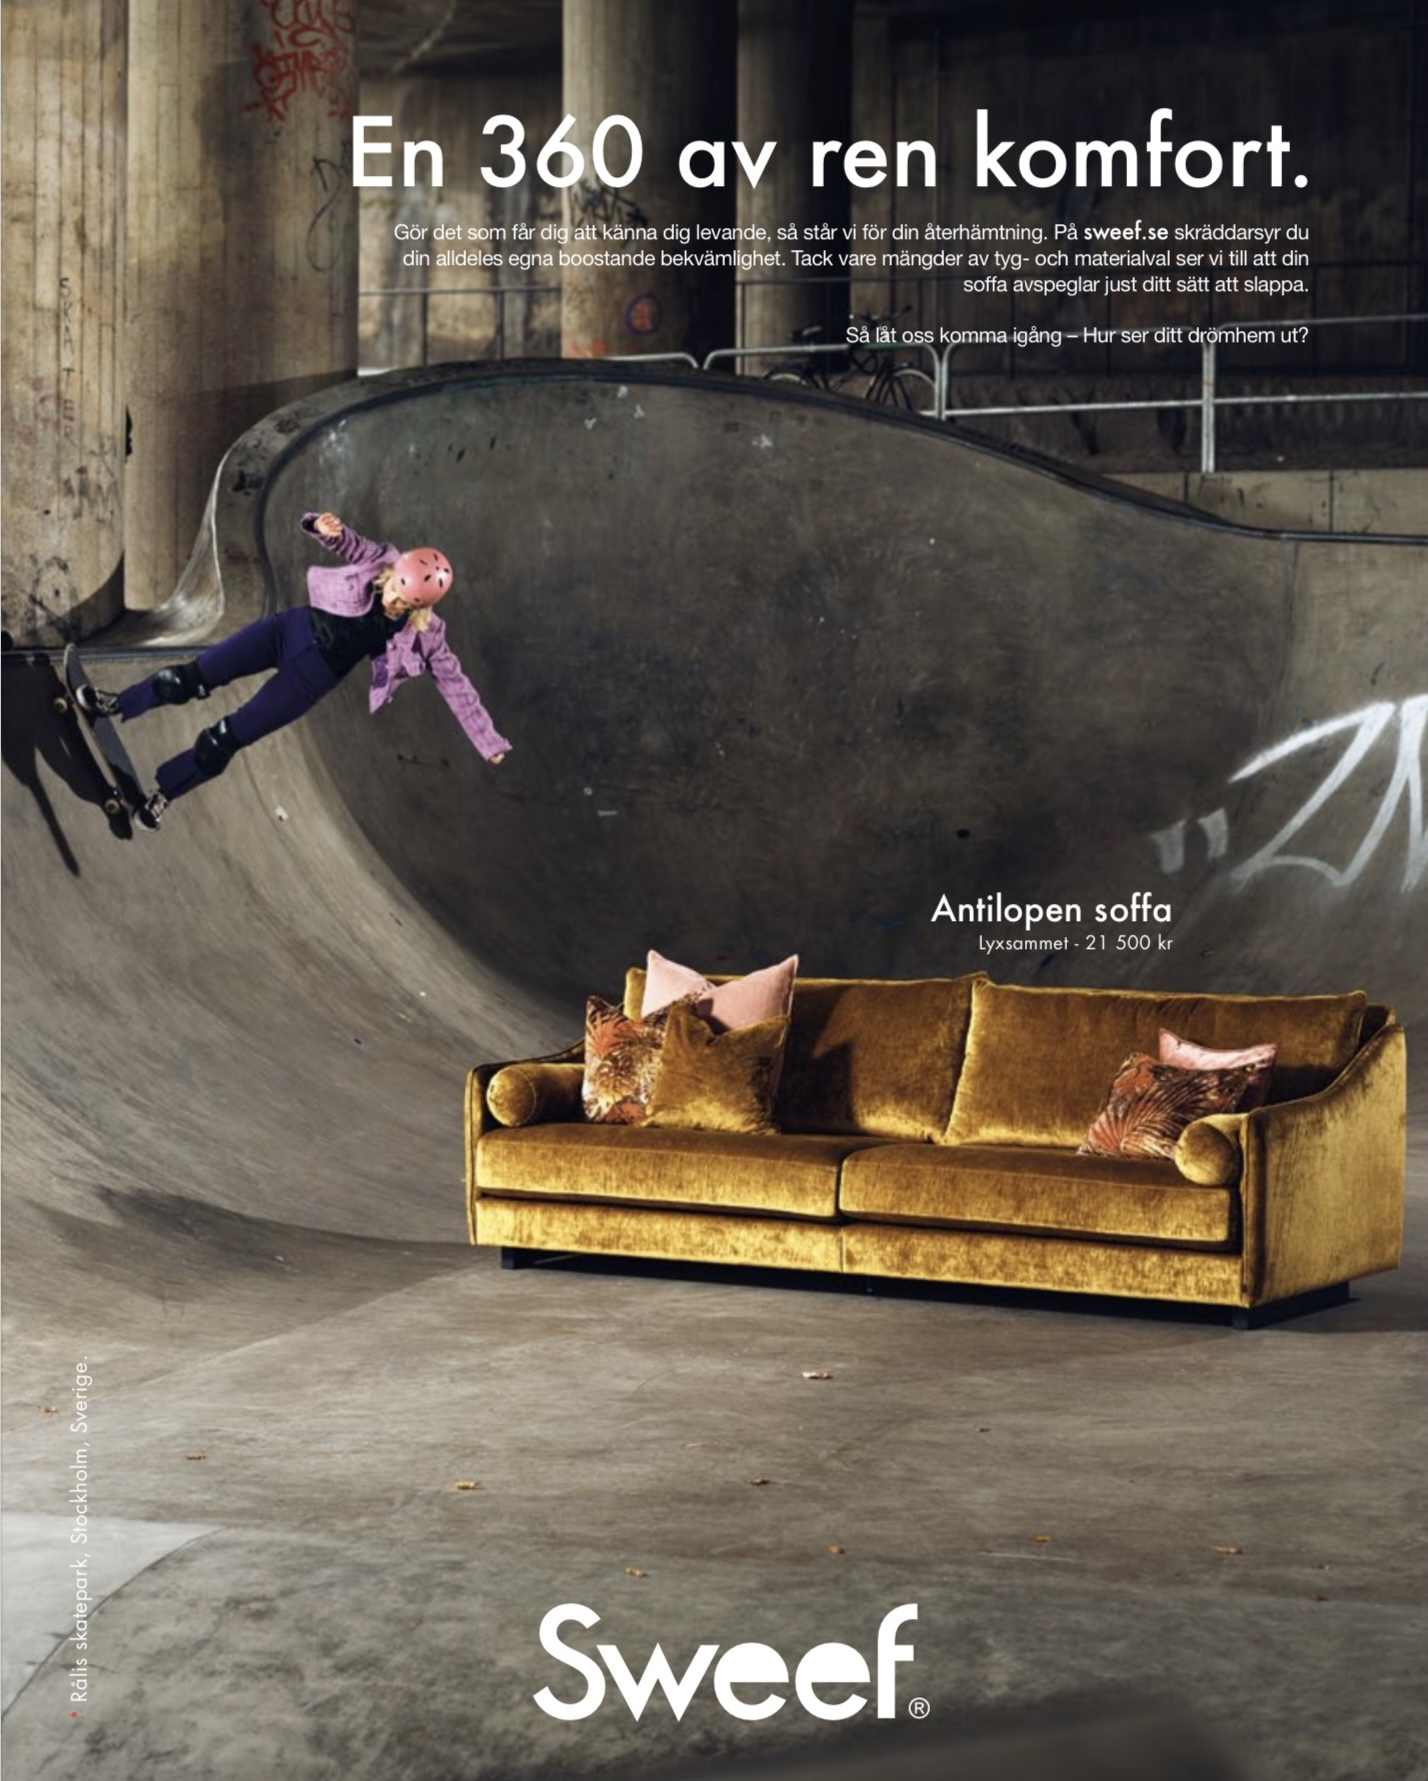 En 360 av ren komfort.
Gör det som får dig att känna dig levande, så står vi för din återhämtning. På sweef.se skräddarsyr du
din alldeles egna boostande bekvämlighet. Tack vare mängder av tyg- och materialval ser vi till att din
soffa avspeglar just ditt sätt att slappa.
Så låt oss komma igång – Hur ser ditt drömhem ut?
Antilopen soffa
Lyxsammet - 21 500 kr
• Rålis skatepark, Stockholm, Sverige.
Sweef®